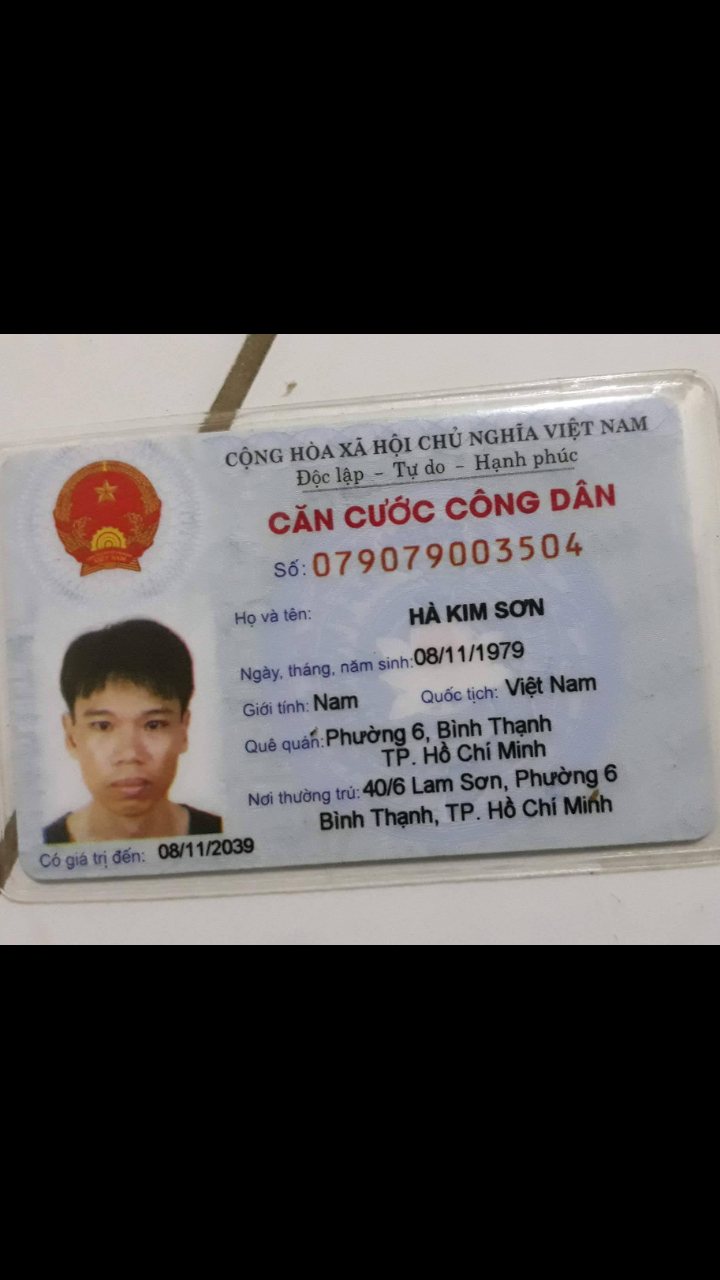 CỘNG HÒA XÃ HỘI CHỦ NGHĨA VIỆT NAM
Độc lập - Tự do - Hạnh phúc
CĂN CƯỚC CÔNG DÂN
Số: 079079003504
Họ và tên: HÀ KIM SƠN
Ngày, tháng, năm sinh: 08/11/1979
Giới tính: Nam Quốc tịch: Việt Nam
Quê quán: Phường 6, Bình Thạnh
TP. Hồ Chí Minh
Nơi thường trú: 40/6 Lam Sơn, Phường 6
Bình Thạnh, TP. Hồ Chí Minh
Có giá trị đến: 08/11/2039